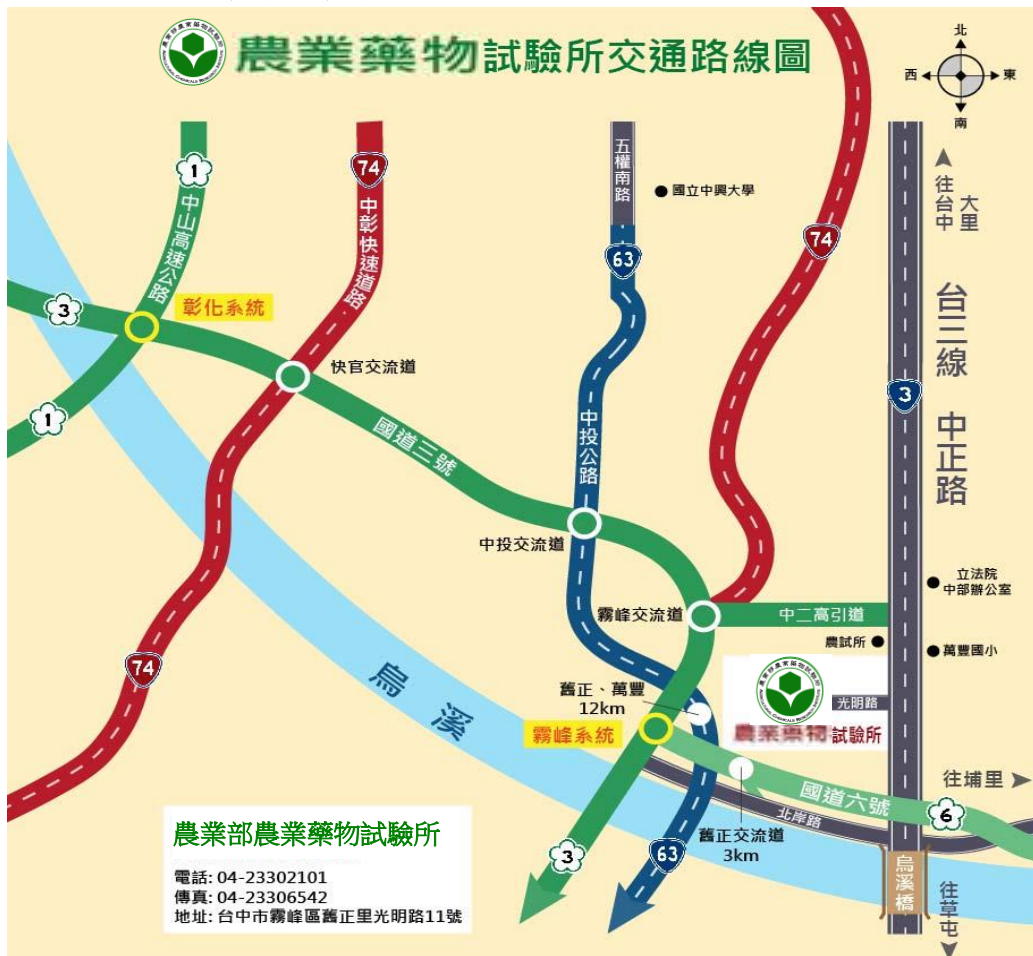 農業藥物試驗所交通路線圖
北
西
東
南
1
74
中山高速公路
中彰快速道路
五權南路
國立中興大學
63
74
往台中
大里
3
彰化系統
快官交流道
1
國道三號
中投公路
台三線 中正路
3
中投交流道
霧峰交流道
中二高引道
立法院
中部辦公室
農試所
萬豐國小
74
烏溪
舊正、萬豐
12km
光明路
農業藥物試驗所
霧峰系統
國道六號
往埔里
6
北岸路
舊正交流道
3km
3
63
烏溪橋
往草屯
農業部農業藥物試驗所
電話: 04-23302101
傳真: 04-23306542
地址: 台中市霧峰區舊正里光明路11號